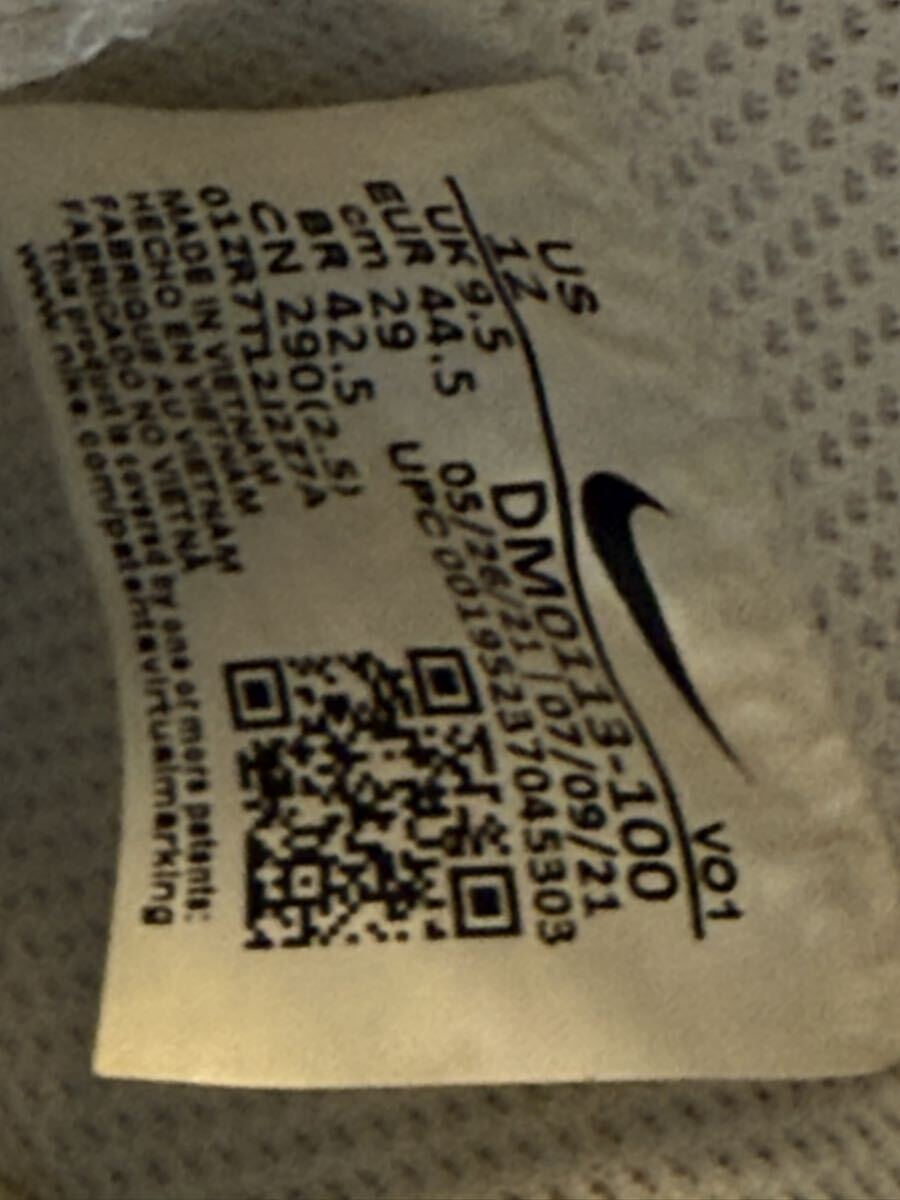 V01
US
12
UK 9.5
EUR 44.5
cm 29
BR 42.5
CN 290(2.5)
DM0113-100
05/26/21 | 07/09/21
UPC 00195237045303
MADE IN VIETNAM
HECHO EN VIETNAM
FABRIQUE AU VIETNAM
FABRICADO NO VIETNÃ
This product is covered by one or more patents:
www.nike.com/patentsvirtualmarking